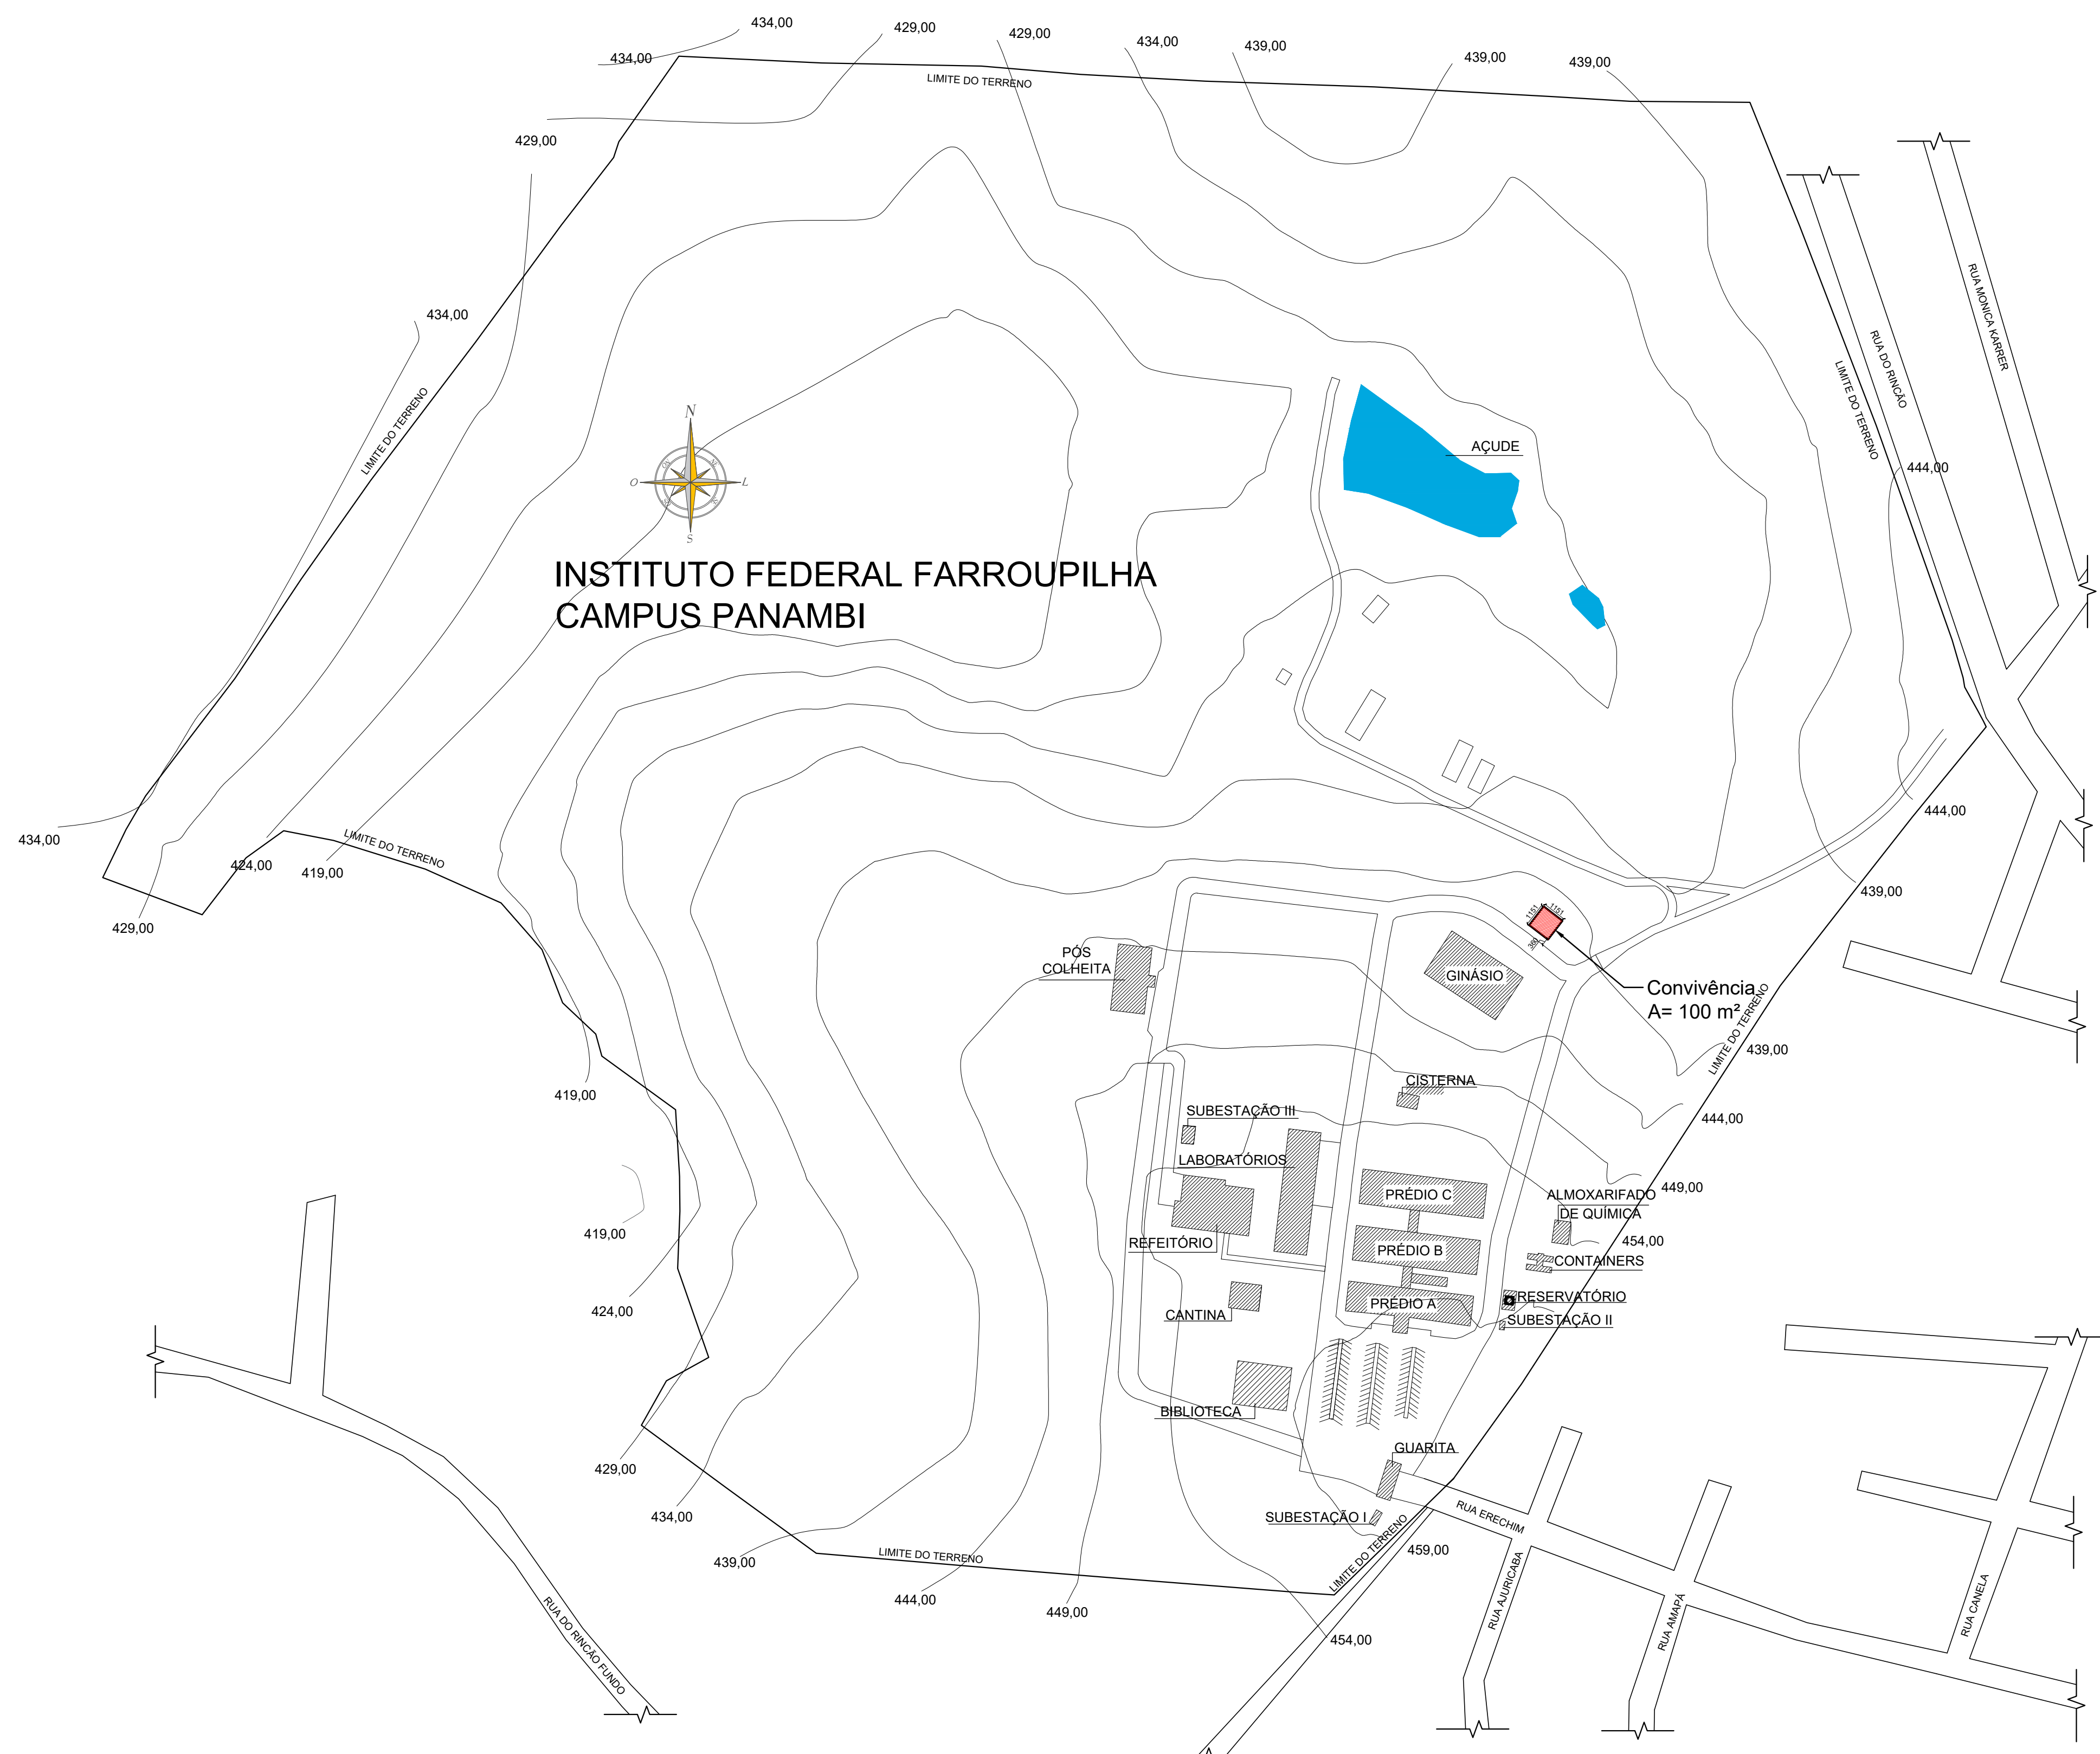 434,00
429,00
429,00
434,00
439,00
439,00
439,00
434,00
LIMITE DO TERRENO
429,00
434,00
LIMITE DO TERRENO
RUA MONICA KARRER
RUA DO RINCÃO
LIMITE DO TERRENO
N
O
L
S
AÇUDE
444,00
INSTITUTO FEDERAL FARROUPILHA
CAMPUS PANAMBI
434,00
LIMITE DO TERRENO
424,00
419,00
429,00
444,00
439,00
1151
1151
300
PÓS
COLHEITA
GINÁSIO
Convivência
A= 100 m²
LIMITE DO TERRENO
439,00
CISTERNA
419,00
SUBESTAÇÃO III
444,00
LABORATÓRIOS
449,00
PRÉDIO C
ALMOXARIFADO
DE QUÍMICA
419,00
REFEITÓRIO
PRÉDIO B
454,00
CONTAINERS
424,00
CANTINA
PRÉDIO A
RESERVATÓRIO
SUBESTAÇÃO II
BIBLIOTECA
GUARITA
429,00
434,00
SUBESTAÇÃO I
RUA ERECHIM
439,00
LIMITE DO TERRENO
LIMITE DO TERRENO
459,00
444,00
449,00
454,00
RUA DO RINCÃO FUNDO
RUA AJURICABA
RUA AMAPÁ
RUA CANELA